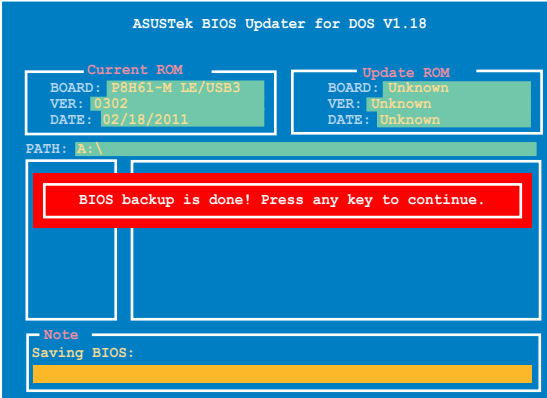 ASUSTek BIOS Updater for DOS V1.18
Current ROM
BOARD: P8H61-M LE/USB3
VER: 0302
DATE: 02/18/2011
Update ROM
BOARD: Unknown
VER: Unknown
DATE: Unknown
PATH: A:\
BIOS backup is done! Press any key to continue.
Note
Saving BIOS: